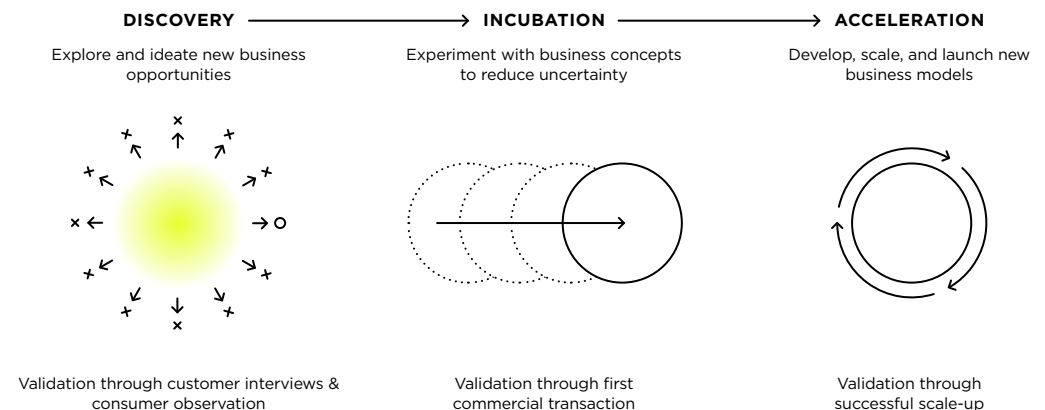 DISCOVERY
INCUBATION
ACCELERATION
Explore and ideate new business
opportunities
Experiment with business concepts
to reduce uncertainty
Develop, scale, and launch new
business models
Validation through customer interviews &
consumer observation
Validation through first
commercial transaction
Validation through
successful scale-up